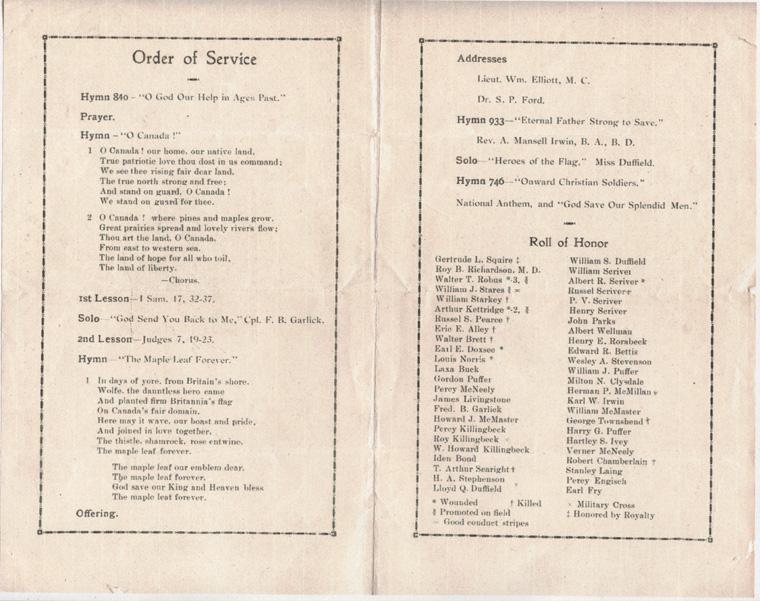 Order of Service
Hymn 840 - "O God Our Help in Ages Past."
Prayer.
Hymn - "O Canada !"
1 O Canada ! our home, our native land,
True patriotic love thou dost in us command;
We see thee rising fair dear land,
The true north strong and free;
And stand on guard, O Canada !
We stand on guard for thee.
2 O Canada ! where pines and maples grow,
Great prairies spread and lovely rivers flow;
Thou art the land, O Canada,
From east to western sea,
The land of hope for all who toil,
The land of liberty.
—Chorus.
1st Lesson—I Sam. 17, 32-37.
Solo—"God Send You Back to Me," Cpl. F. B. Garlick.
2nd Lesson—Judges 7, 19-23.
Hymn—"The Maple Leaf Forever."
1 In days of yore, from Britain's shore,
Wolfe, the dauntless hero came
And planted firm Britannia's flag
On Canada's fair domain,
Here may it wave, our boast and pride,
And joined in love together,
The thistle, shamrock, rose entwine,
The maple leaf forever.
The maple leaf our emblem dear,
The maple leaf forever,
God save our King and Heaven bless
The maple leaf forever.
Offering.
Addresses
Lieut. Wm. Elliott, M. C.
Dr. S. P. Ford.
Hymn 933—"Eternal Father Strong to Save."
Rev. A. Mansell Irwin, B. A., B. D.
Solo—"Heroes of the Flag." Miss Duffield.
Hymn 746—"Onward Christian Soldiers."
National Anthem, and "God Save Our Splendid Men."
Roll of Honor
Gertrude L. Squire ‡
Roy B. Richardson, M. D.
Walter T. Robus *-3, §
William J. Stares § =
William Starkey †
Arthur Kettridge *-2, §
Russel S. Pearce †
Eric E. Alley †
Walter Brett †
Earl E. Doxsee *
Louis Norris *
Laxa Buck
Gordon Puffer
Percy McNeely
James Livingstone
Fred. B. Garlick
Howard J. McMaster
Percy Killingbeck
Roy Killingbeck
W. Howard Killingbeck
Iden Bond
T. Arthur Searight †
H. A. Stephenson
Lloyd Q. Duffield
William S. Duffield
William Scriver
Albert R. Scriver *
Russel Scriver
P. V. Scriver
Henry Scriver
John Parks
Albert Wellman
Henry E. Rorabeck
Edward R. Bettis
Wesley A. Stevenson
William J. Puffer
Milton N. Clysdale
Herman P. McMillan
Karl W. Irwin
William McMaster
George Townshend
Harry G. Puffer
Hartley S. Ivey
Verner McNeely
Robert Chamberlain †
Stanley Laing
Percy Engisch
Earl Fry
* Wounded † Killed
§ Promoted on field
= Good conduct stripes
× Military Cross
‡ Honored by Royalty